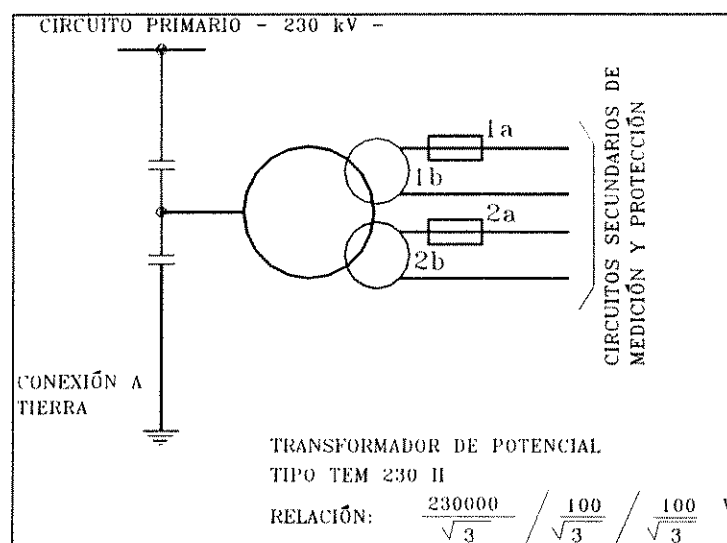 CIRCUITO PRIMARIO - 230 kV -
1a
1b
2a
2b
CIRCUITOS SECUNDARIOS DE
MEDICIÓN Y PROTECCIÓN
CONEXIÓN A
TIERRA
TRANSFORMADOR DE POTENCIAL
TIPO TEM 230 H
RELACIÓN: 230000/√3 / 100/√3 / 100/√3 V